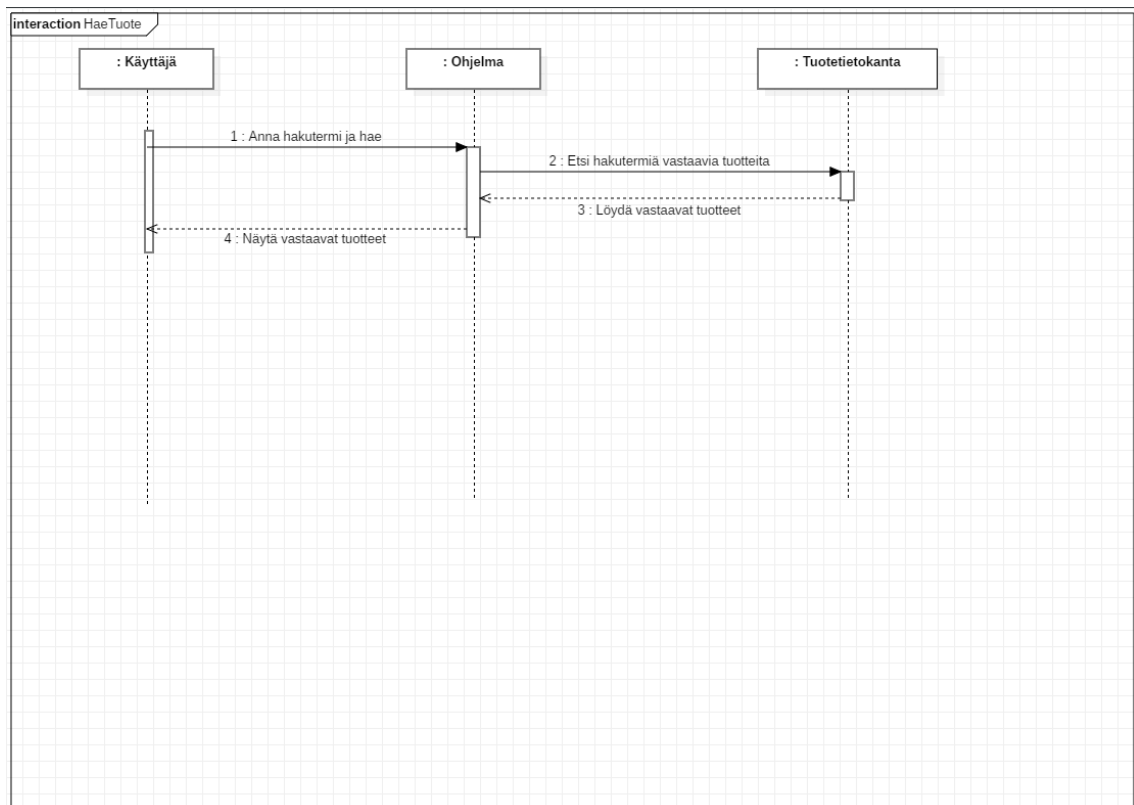 interaction HaeTuote
: Käyttäjä
: Ohjelma
: Tuotetietokanta
1 : Anna hakutermi ja hae
2 : Etsi hakutermiä vastaavia tuotteita
3 : Löydä vastaavat tuotteet
4 : Näytä vastaavat tuotteet